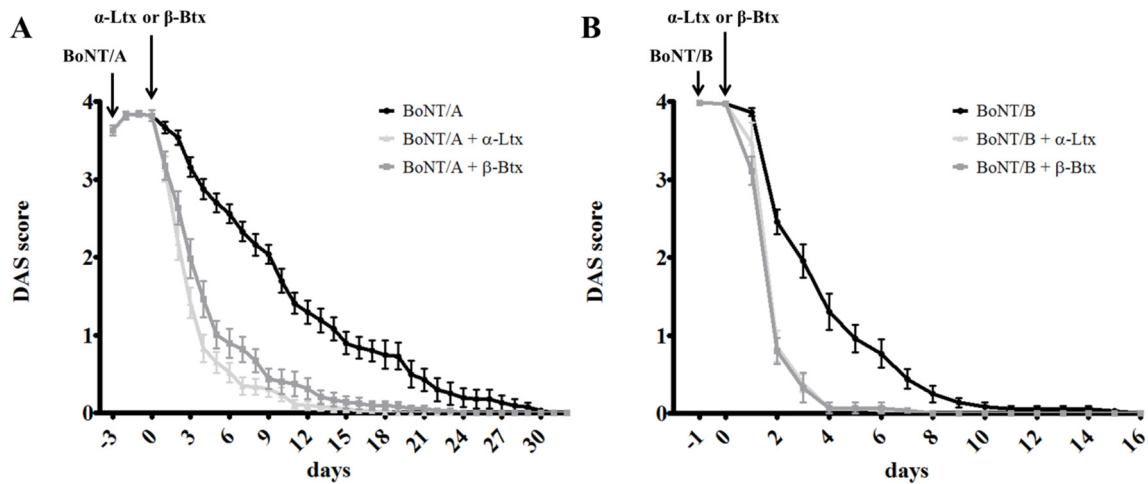 A
α-Ltx or β-Btx
BoNT/A
BoNT/A
BoNT/A + α-Ltx
BoNT/A + β-Btx
DAS score
4
3
2
1
0
-3 0 3 6 9 12 15 18 21 24 27 30
days
B
α-Ltx or β-Btx
BoNT/B
BoNT/B
BoNT/B + α-Ltx
BoNT/B + β-Btx
DAS score
4
3
2
1
0
-1 0 2 4 6 8 10 12 14 16
days